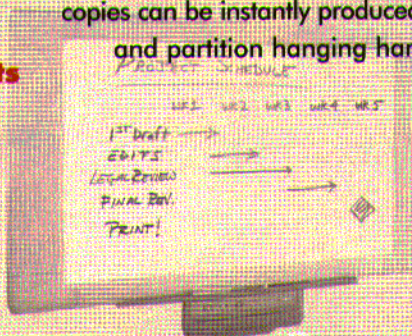 copies can be instantly produced
and partition hanging har
ts
PROJECT SCHEDULE
WK1 WK2 WK3 WK4 WK5
1ST Draft
EDITS
LEGAL REVIEW
FINAL REV.
PRINT!